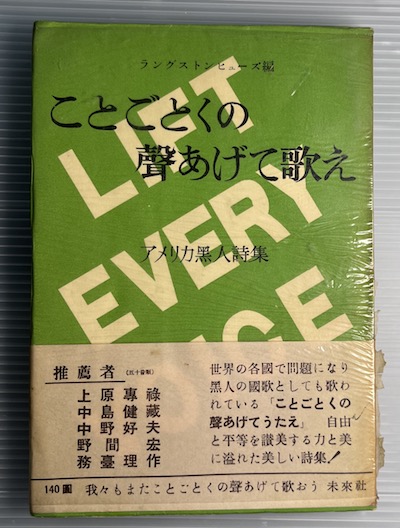 ラングストンヒューズ編
ことごとくの
聲あげて歌え
LIFT
EVERY
アメリカ黑人詩集
推薦者(五十音順)
上原專祿
中島健藏
中野好夫
野間宏
務臺理作
世界の各國で問題になり
黑人の國歌としても歌わ
れている「ことごとくの
聲あげてうたえ」 自由
と平等を讃美する力と美
に溢れた美しい詩集!
140圓 我々もまたことごとくの聲あげて歌おう 未來社